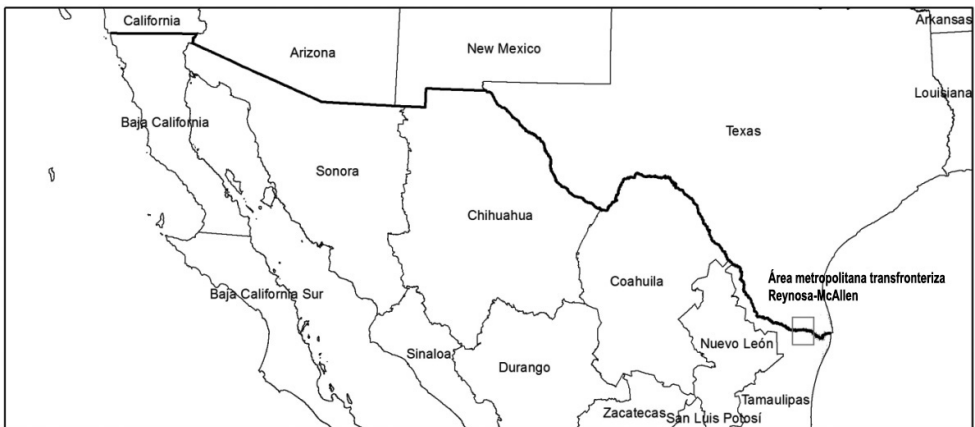 California
Arkansas
Arizona
New Mexico
Louisiana
Baja California
Texas
Sonora
Chihuahua
Área metropolitana transfronteriza
Reynosa-McAllen
Coahuila
Baja California Sur
Nuevo León
Sinaloa
Durango
Tamaulipas
Zacatecas
San Luis Potosí